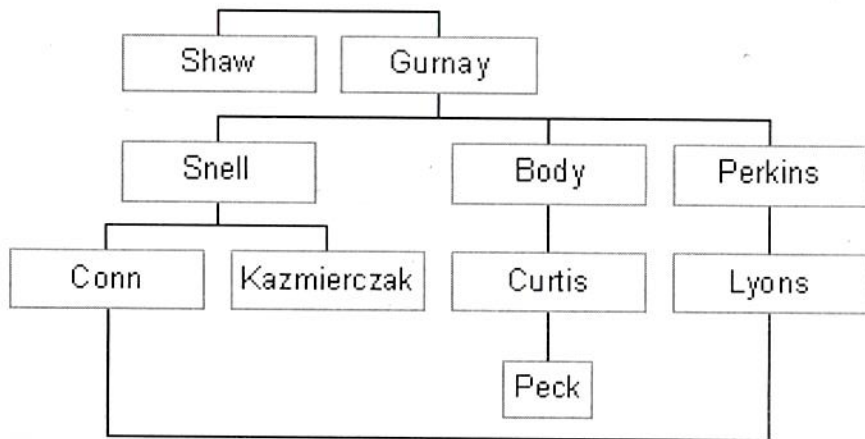 Shaw
Gurnay
Snell
Body
Perkins
Conn
Kazmierczak
Curtis
Lyons
Peck